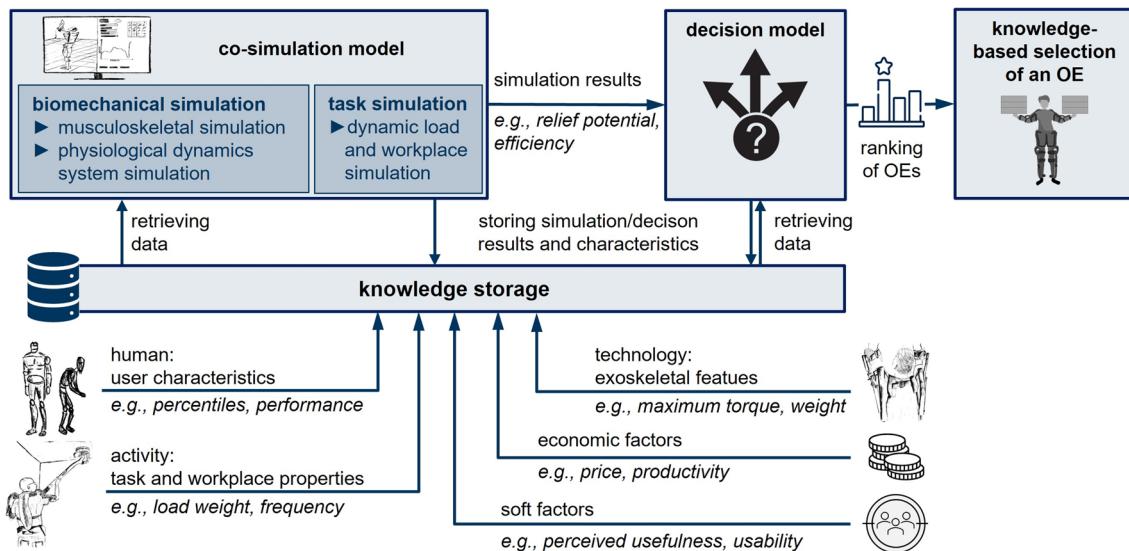 co-simulation model
biomechanical simulation
► musculoskeletal simulation
► physiological dynamics
system simulation
task simulation
►dynamic load
and workplace
simulation
simulation results
e.g., relief potential,
efficiency
decision model
?
ranking
of OEs
knowledge-
based selection
of an OE
retrieving
data
storing simulation/decison
results and characteristics
retrieving
data
knowledge storage
human:
user characteristics
e.g., percentiles, performance
activity:
task and workplace properties
e.g., load weight, frequency
technology:
exoskeletal featues
e.g., maximum torque, weight
economic factors
e.g., price, productivity
soft factors
e.g., perceived usefulness, usability